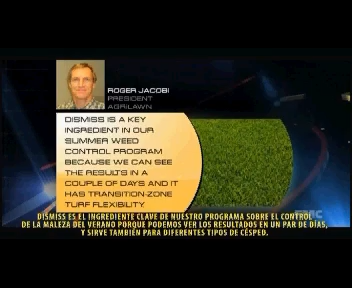 ROGER JACOBI
PRESIDENT
AGRILAWN
DISMISS IS A KEY
INGREDIENT IN OUR
SUMMER WEED
CONTROL PROGRAM
BECAUSE WE CAN SEE
THE RESULTS IN A
COUPLE OF DAYS AND IT
HAS TRANSITION-ZONE
TURF FLEXIBILITY.
DISMISS ES EL INGREDIENTE CLAVE DE NUESTRO PROGRAMA SOBRE EL CONTROL
DE LA MALEZA DEL VERANO PORQUE PODEMOS VER LOS RESULTADOS EN UN PAR DE DÍAS,
Y SIRVE TAMBIÉN PARA DIFERENTES TIPOS DE CÉSPED.